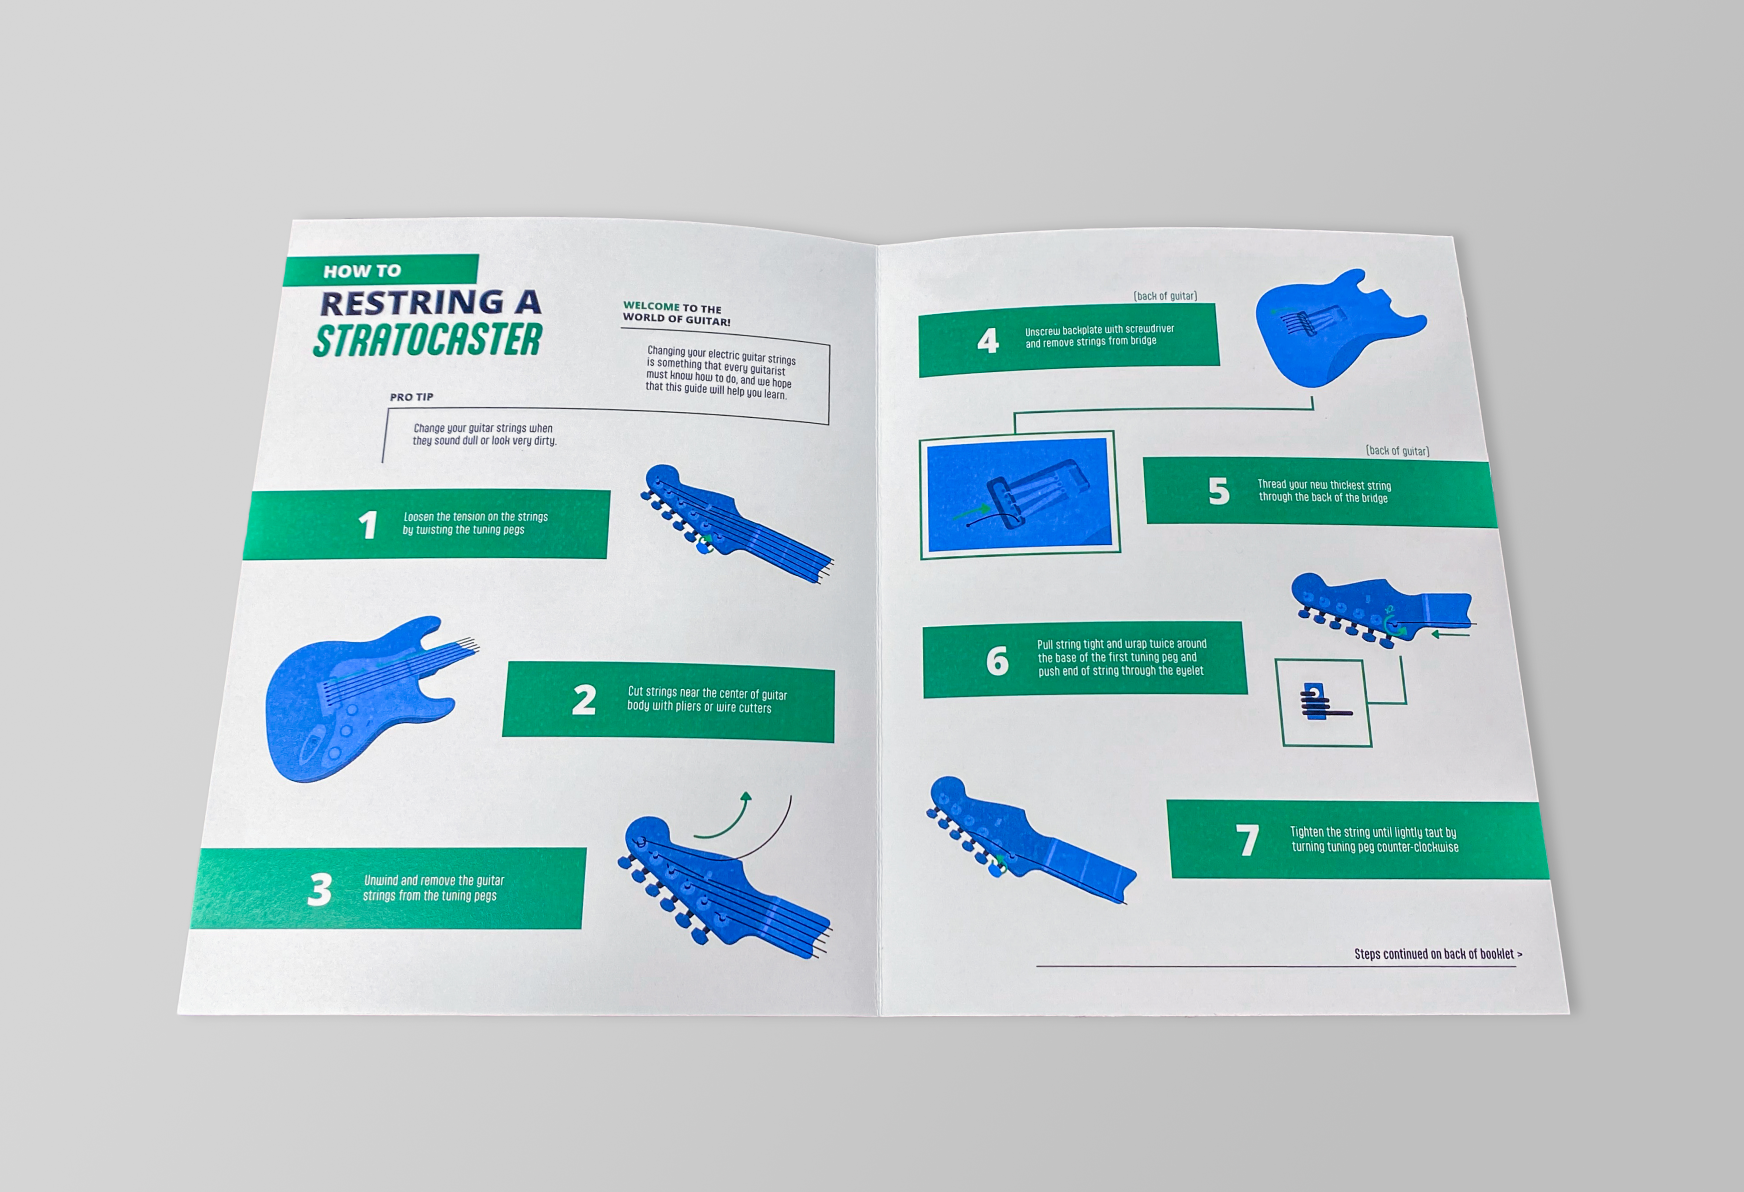 HOW TO
RESTRING A
STRATOCASTER
WELCOME TO THE
WORLD OF GUITAR!
Changing your electric guitar strings
is something that every guitarist
must know how to do, and we hope
that this guide will help you learn.
PRO TIP
Change your guitar strings when
they sound dull or look very dirty.
1
Loosen the tension on the strings
by twisting the tuning pegs
2
Cut strings near the center of guitar
body with pliers or wire cutters
3
Unwind and remove the guitar
strings from the tuning pegs
(back of guitar)
4
Unscrew backplate with screwdriver
and remove strings from bridge
(back of guitar)
5
Thread your new thickest string
through the back of the bridge
6
Pull string tight and wrap twice around
the base of the first tuning peg and
push end of string through the eyelet
7
Tighten the string until lightly taut by
turning tuning peg counter-clockwise
Steps continued on back of booklet >